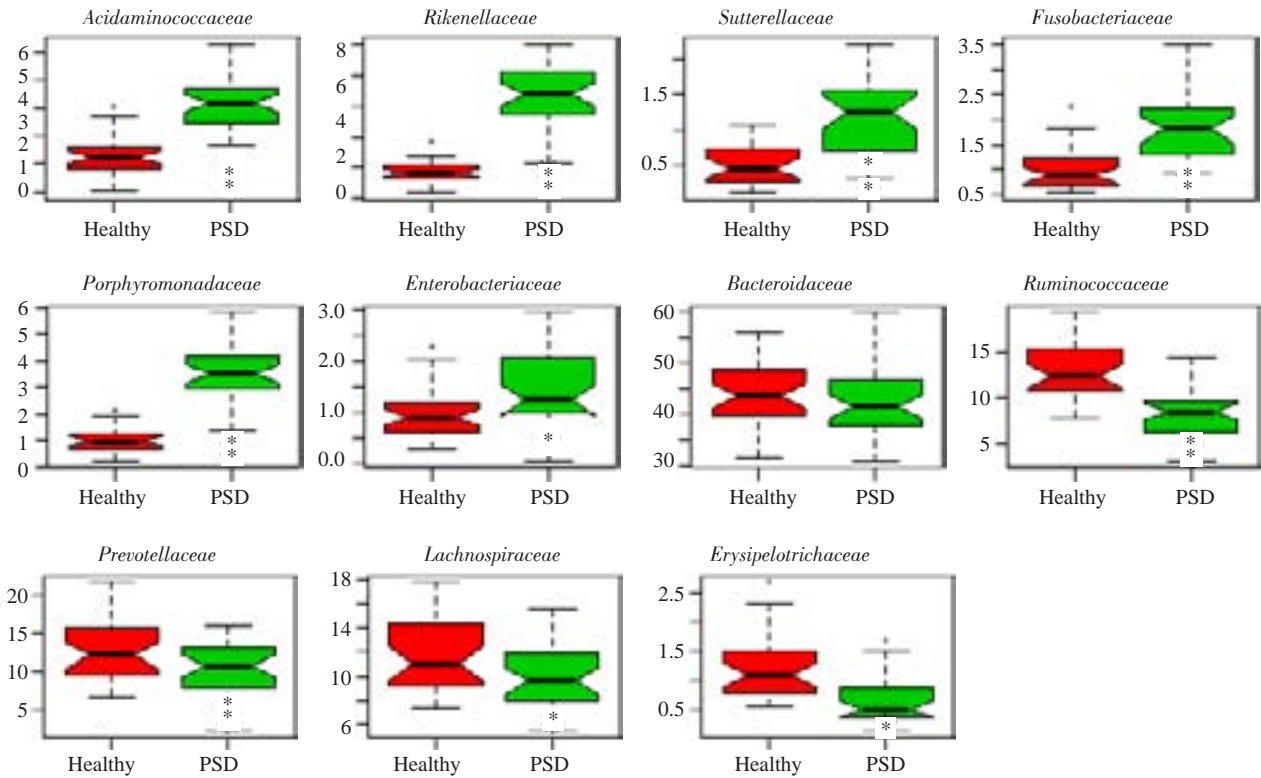 Acidaminococcaceae Rikenellaceae Sutterellaceae Fusobacteriaceae
6 5 4 3 2 1 0 * *
8 6 4 2 0 * *
1.5 0.5 * *
3.5 2.5 1.5 0.5 * *
Healthy PSD Healthy PSD Healthy PSD Healthy PSD
Porphyromonadaceae Enterobacteriaceae Bacteroidaceae Ruminococcaceae
6 5 4 3 2 1 0 * *
3.0 2.0 1.0 0.0 *
60 50 40 30
15 10 5 * *
Healthy PSD Healthy PSD Healthy PSD Healthy PSD
Prevotellaceae Lachnospiraceae Erysipelotrichaceae
20 15 10 5 * *
18 14 10 6 *
2.5 1.5 0.5 *
Healthy PSD Healthy PSD Healthy PSD